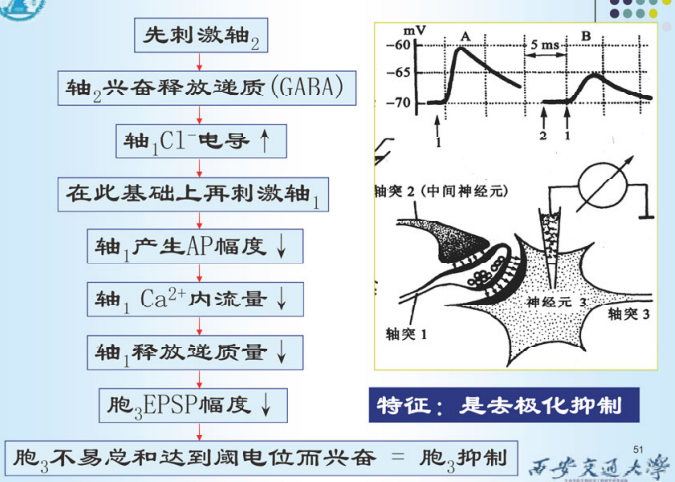 先刺激轴₂
轴₂兴奋释放递质(GABA)
轴₁Cl⁻电导↑
在此基础上再刺激轴₁
轴₁产生AP幅度↓
轴₁ Ca²⁺内流量↓
轴₁释放递质量↓
胞₃EPSP幅度↓
胞₃不易总和达到阈电位而兴奋 = 胞₃抑制
mV
A
B
-60
5 ms
-65
-70
1
2
1
轴突 2 (中间神经元)
神经元 3
轴突 3
轴突 1
特征：是去极化抑制
51
西安交通大学